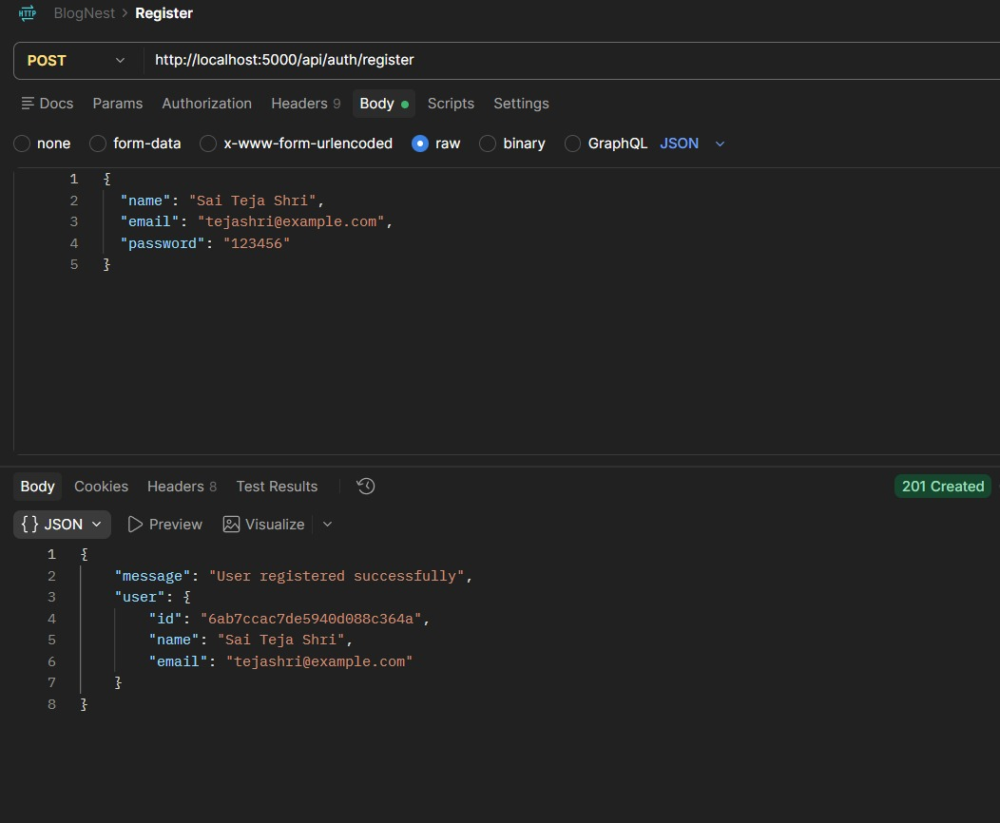 HTTP BlogNest > Register
POST http://localhost:5000/api/auth/register
Docs Params Authorization Headers 9 Body Scripts Settings
none form-data x-www-form-urlencoded raw binary GraphQL JSON
1 {
2 "name": "Sai Teja Shri",
3 "email": "tejashri@example.com",
4 "password": "123456"
5 }
Body Cookies Headers 8 Test Results 201 Created
{} JSON Preview Visualize
1 {
2 "message": "User registered successfully",
3 "user": {
4 "id": "6ab7ccac7de5940d088c364a",
5 "name": "Sai Teja Shri",
6 "email": "tejashri@example.com"
7 }
8 }